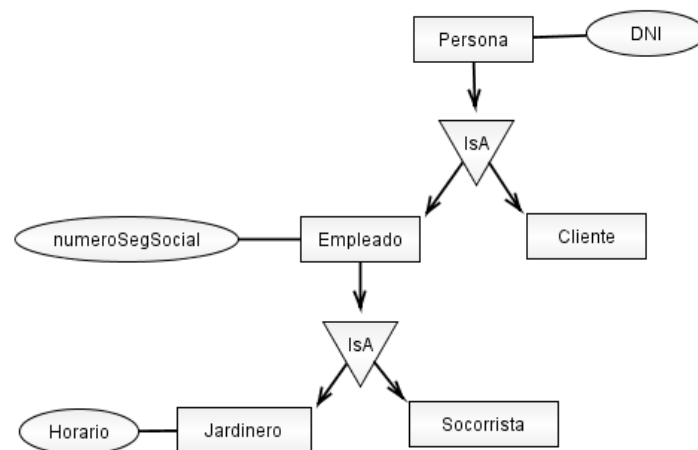 Persona
DNI
IsA
numeroSegSocial
Empleado
Cliente
IsA
Horario
Jardinero
Socorrista